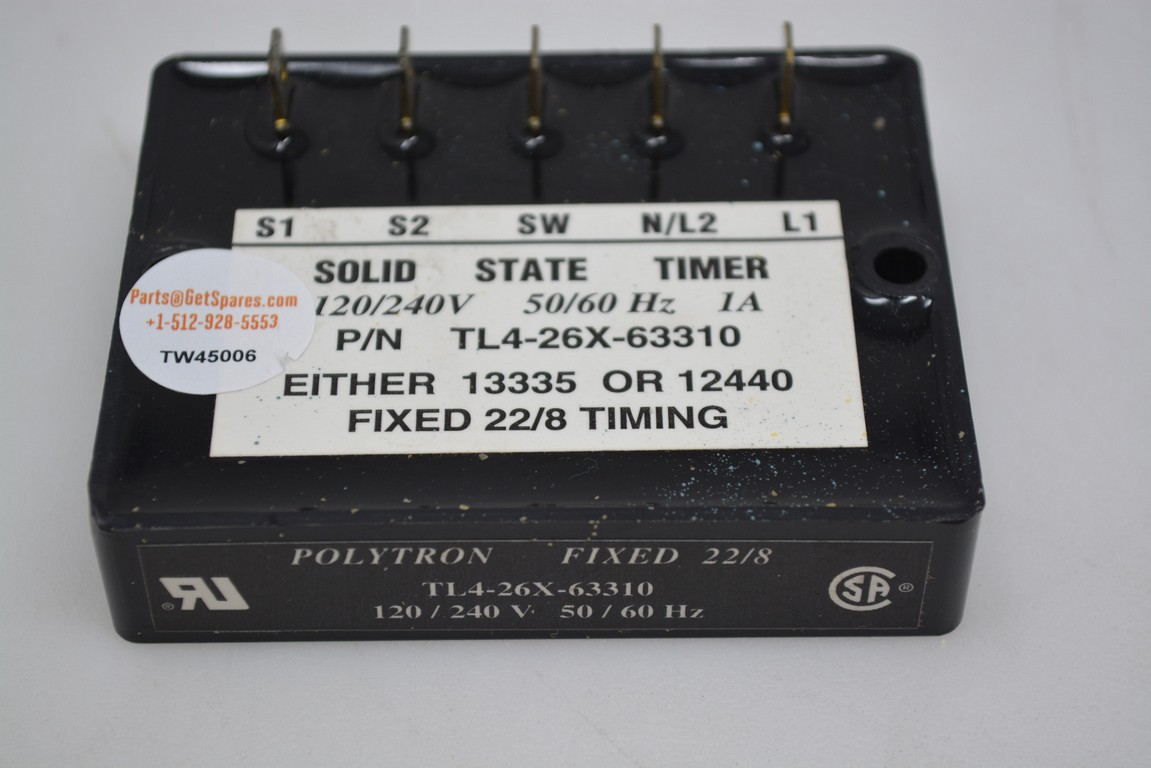 S1 S2 SW N/L2 L1
SOLID STATE TIMER
120/240V 50/60 Hz 1A
P/N TL4-26X-63310
EITHER 13335 OR 12440
FIXED 22/8 TIMING
Parts@GetSpares.com
+1-512-928-5553
TW45006
POLYTRON FIXED 22/8
TL4-26X-63310
120 / 240 V 50 / 60 Hz
RU ®
SA ®